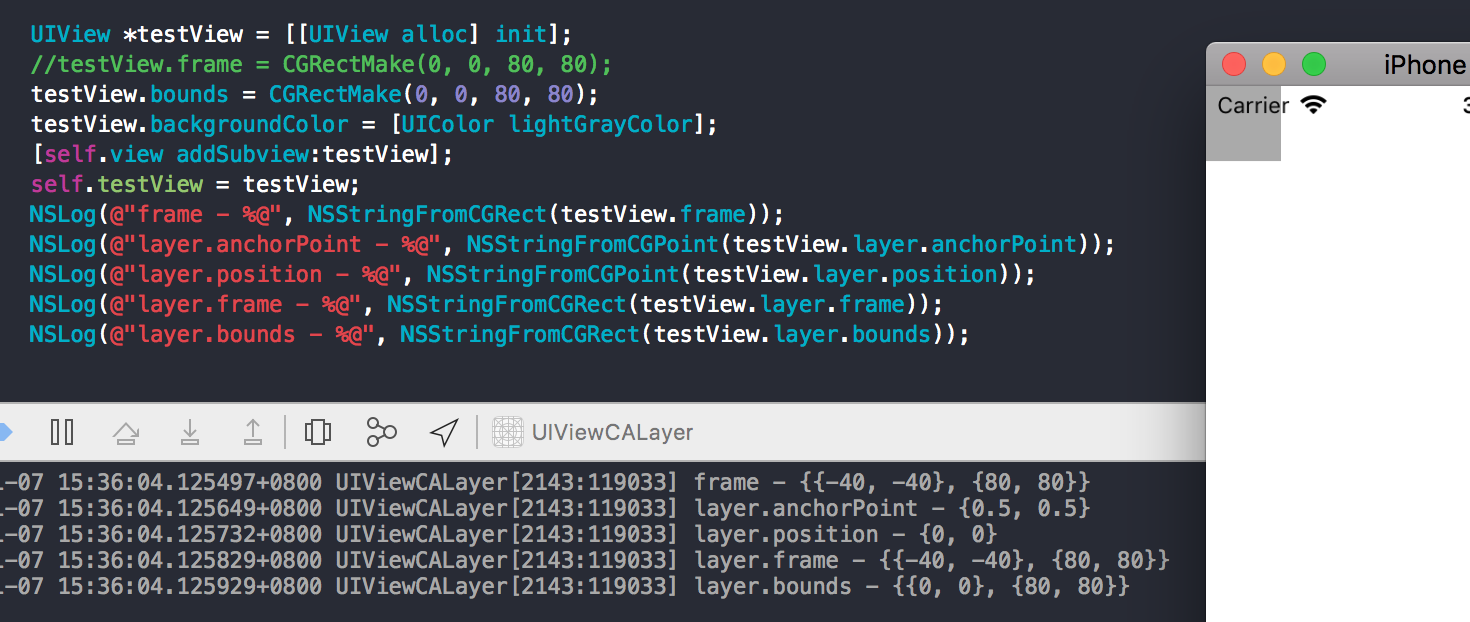 UIView *testView = [[UIView alloc] init];
//testView.frame = CGRectMake(0, 0, 80, 80);
testView.bounds = CGRectMake(0, 0, 80, 80);
testView.backgroundColor = [UIColor lightGrayColor];
[self.view addSubview:testView];
self.testView = testView;
NSLog(@"frame - %@", NSStringFromCGRect(testView.frame));
NSLog(@"layer.anchorPoint - %@", NSStringFromCGPoint(testView.layer.anchorPoint));
NSLog(@"layer.position - %@", NSStringFromCGPoint(testView.layer.position));
NSLog(@"layer.frame - %@", NSStringFromCGRect(testView.layer.frame));
NSLog(@"layer.bounds - %@", NSStringFromCGRect(testView.layer.bounds));
iPhone
Carrier
UIViewCALayer
-07 15:36:04.125497+0800 UIViewCALayer[2143:119033] frame - {{-40, -40}, {80, 80}}
-07 15:36:04.125649+0800 UIViewCALayer[2143:119033] layer.anchorPoint - {0.5, 0.5}
-07 15:36:04.125732+0800 UIViewCALayer[2143:119033] layer.position - {0, 0}
-07 15:36:04.125829+0800 UIViewCALayer[2143:119033] layer.frame - {{-40, -40}, {80, 80}}
-07 15:36:04.125929+0800 UIViewCALayer[2143:119033] layer.bounds - {{0, 0}, {80, 80}}